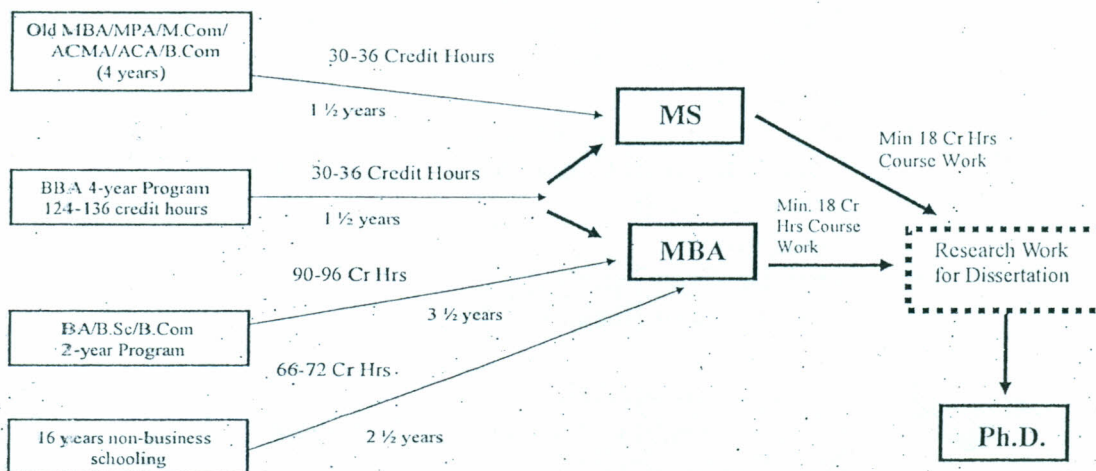 Old MBA/MPA/M.Com/
ACMA/ACA/B.Com
(4 years)
30-36 Credit Hours
1 ½ years
MS
Min 18 Cr Hrs
Course Work
BBA 4-year Program
124-136 credit hours
30-36 Credit Hours
1 ½ years
Min. 18 Cr
Hrs Course
Work
MBA
Research Work
for Dissertation
90-96 Cr Hrs
3 ½ years
BA/B.Sc/B.Com
2-year Program
66-72 Cr Hrs
2 ½ years
16 years non-business
schooling
Ph.D.